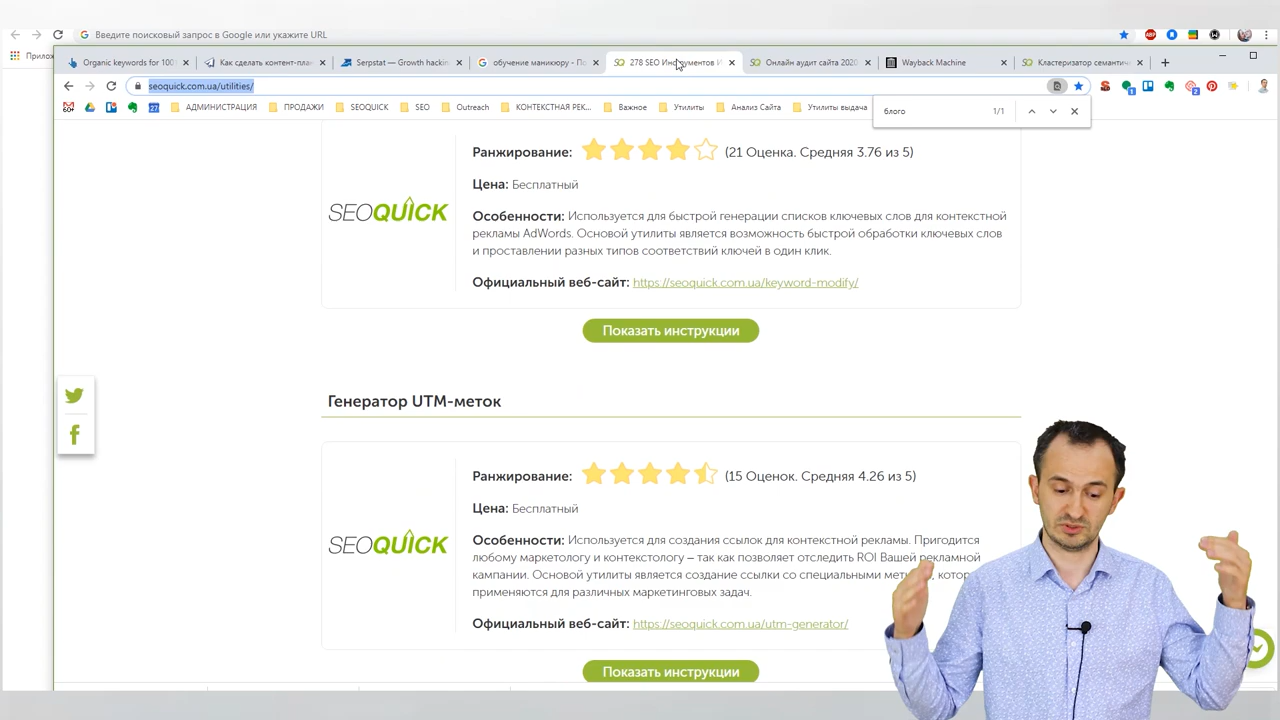 Введите поисковый запрос в Google или укажите URL
Прилож
Organic keywords for 100
Как сделать контент-план
Serpstat — Growth hackin
обучение маникюру - По
278 SEO Инструментов И
Онлайн аудит сайта 2020
Wayback Machine
Кластеризатор семантич
seoquick.com.ua/utilities/
АДМИНИСТРАЦИЯ
ПРОДАЖИ
SEOQUICK
SEO
Outreach
КОНТЕКСТНАЯ РЕК...
Важное
Утилиты
Анализ Сайта
Утилиты выдача
блого 1/1
Ранжирование: (21 Оценка. Средняя 3.76 из 5)
Цена: Бесплатный
SEOQUICK
Особенности: Используется для быстрой генерации списков ключевых слов для контекстной
рекламы AdWords. Основой утилиты является возможность быстрой обработки ключевых слов
и проставлении разных типов соответствий ключей в один клик.
Официальный веб-сайт: https://seoquick.com.ua/keyword-modify/
Показать инструкции
Генератор UTM-меток
Ранжирование: (15 Оценок. Средняя 4.26 из 5)
Цена: Бесплатный
SEOQUICK
Особенности: Используется для создания ссылок для контекстной рекламы. Пригодится
любому маркетологу и контекстологу – так как позволяет отследить ROI Вашей рекламной
кампании. Основой утилиты является создание ссылки со специальными мет котор
применяются для различных маркетинговых задач.
Официальный веб-сайт: https://seoquick.com.ua/utm-generator/
Показать инструкции